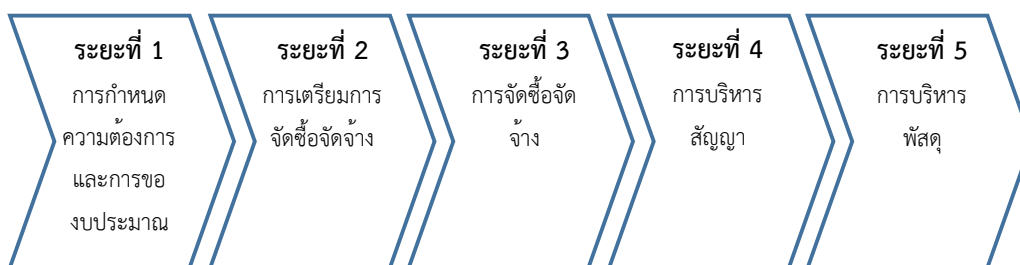 ระยะที่ 1
การกำหนด
ความต้องการ
และการขอ
งบประมาณ
ระยะที่ 2
การเตรียมการ
จัดซื้อจัดจ้าง
ระยะที่ 3
การจัดซื้อจัด
จ้าง
ระยะที่ 4
การบริหาร
สัญญา
ระยะที่ 5
การบริหาร
พัสดุ